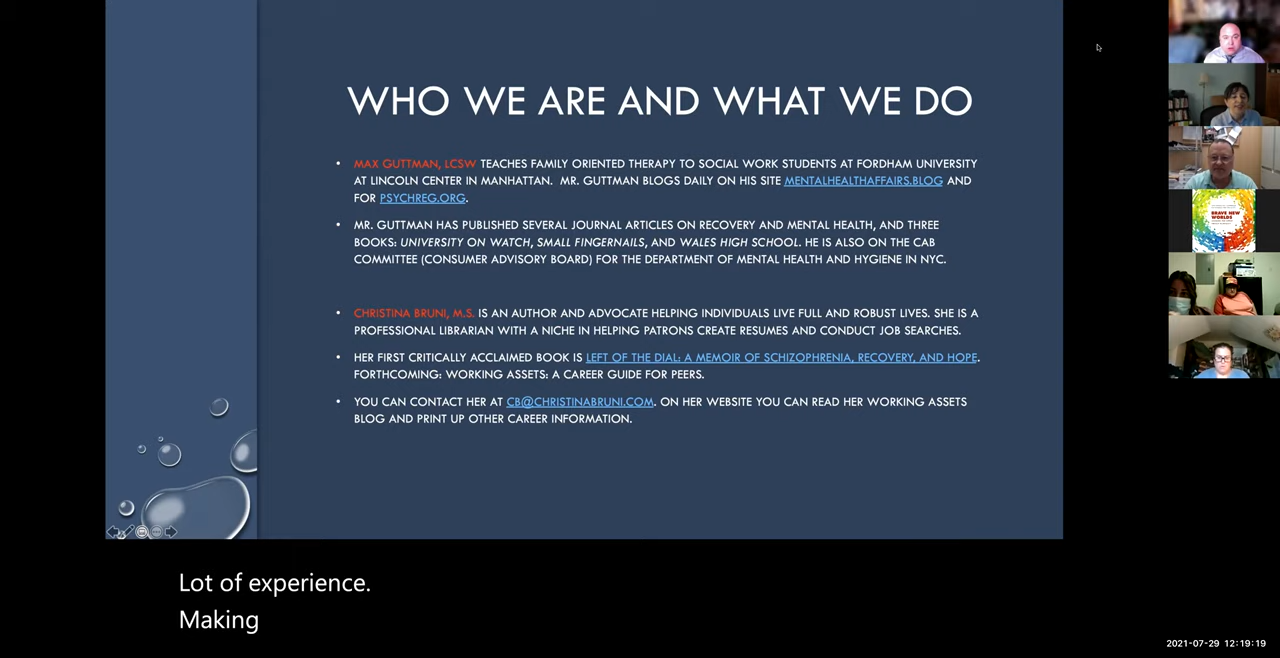 WHO WE ARE AND WHAT WE DO
• MAX GUTTMAN, LCSW TEACHES FAMILY ORIENTED THERAPY TO SOCIAL WORK STUDENTS AT FORDHAM UNIVERSITY
AT LINCOLN CENTER IN MANHATTAN. MR. GUTTMAN BLOGS DAILY ON HIS SITE MENTALHEALTHAFFAIRS.BLOG AND
FOR PSYCHREG.ORG.
• MR. GUTTMAN HAS PUBLISHED SEVERAL JOURNAL ARTICLES ON RECOVERY AND MENTAL HEALTH, AND THREE
BOOKS: UNIVERSITY ON WATCH, SMALL FINGERNAILS, AND WALES HIGH SCHOOL. HE IS ALSO ON THE CAB
COMMITTEE (CONSUMER ADVISORY BOARD) FOR THE DEPARTMENT OF MENTAL HEALTH AND HYGIENE IN NYC.
• CHRISTINA BRUNI, M.S. IS AN AUTHOR AND ADVOCATE HELPING INDIVIDUALS LIVE FULL AND ROBUST LIVES. SHE IS A
PROFESSIONAL LIBRARIAN WITH A NICHE IN HELPING PATRONS CREATE RESUMES AND CONDUCT JOB SEARCHES.
• HER FIRST CRITICALLY ACCLAIMED BOOK IS LEFT OF THE DIAL: A MEMOIR OF SCHIZOPHRENIA, RECOVERY, AND HOPE.
FORTHCOMING: WORKING ASSETS: A CAREER GUIDE FOR PEERS.
• YOU CAN CONTACT HER AT CB@CHRISTINABRUNI.COM. ON HER WEBSITE YOU CAN READ HER WORKING ASSETS
BLOG AND PRINT UP OTHER CAREER INFORMATION.
BRAVE NEW
WORLDS
Lot of experience.
Making
2021-07-29 12:19:19